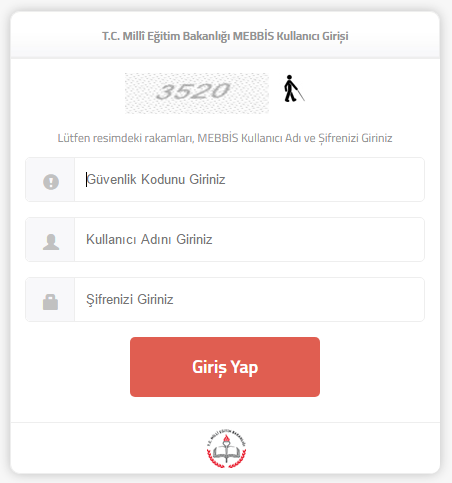 T.C. Millî Eğitim Bakanlığı MEBBİS Kullanıcı Girişi
3520
Lütfen resimdeki rakamları, MEBBİS Kullanıcı Adı ve Şifrenizi Giriniz
Güvenlik Kodunu Giriniz
Kullanıcı Adını Giriniz
Şifrenizi Giriniz
Giriş Yap
T.C. MİLLÎ EĞİTİM BAKANLIĞI